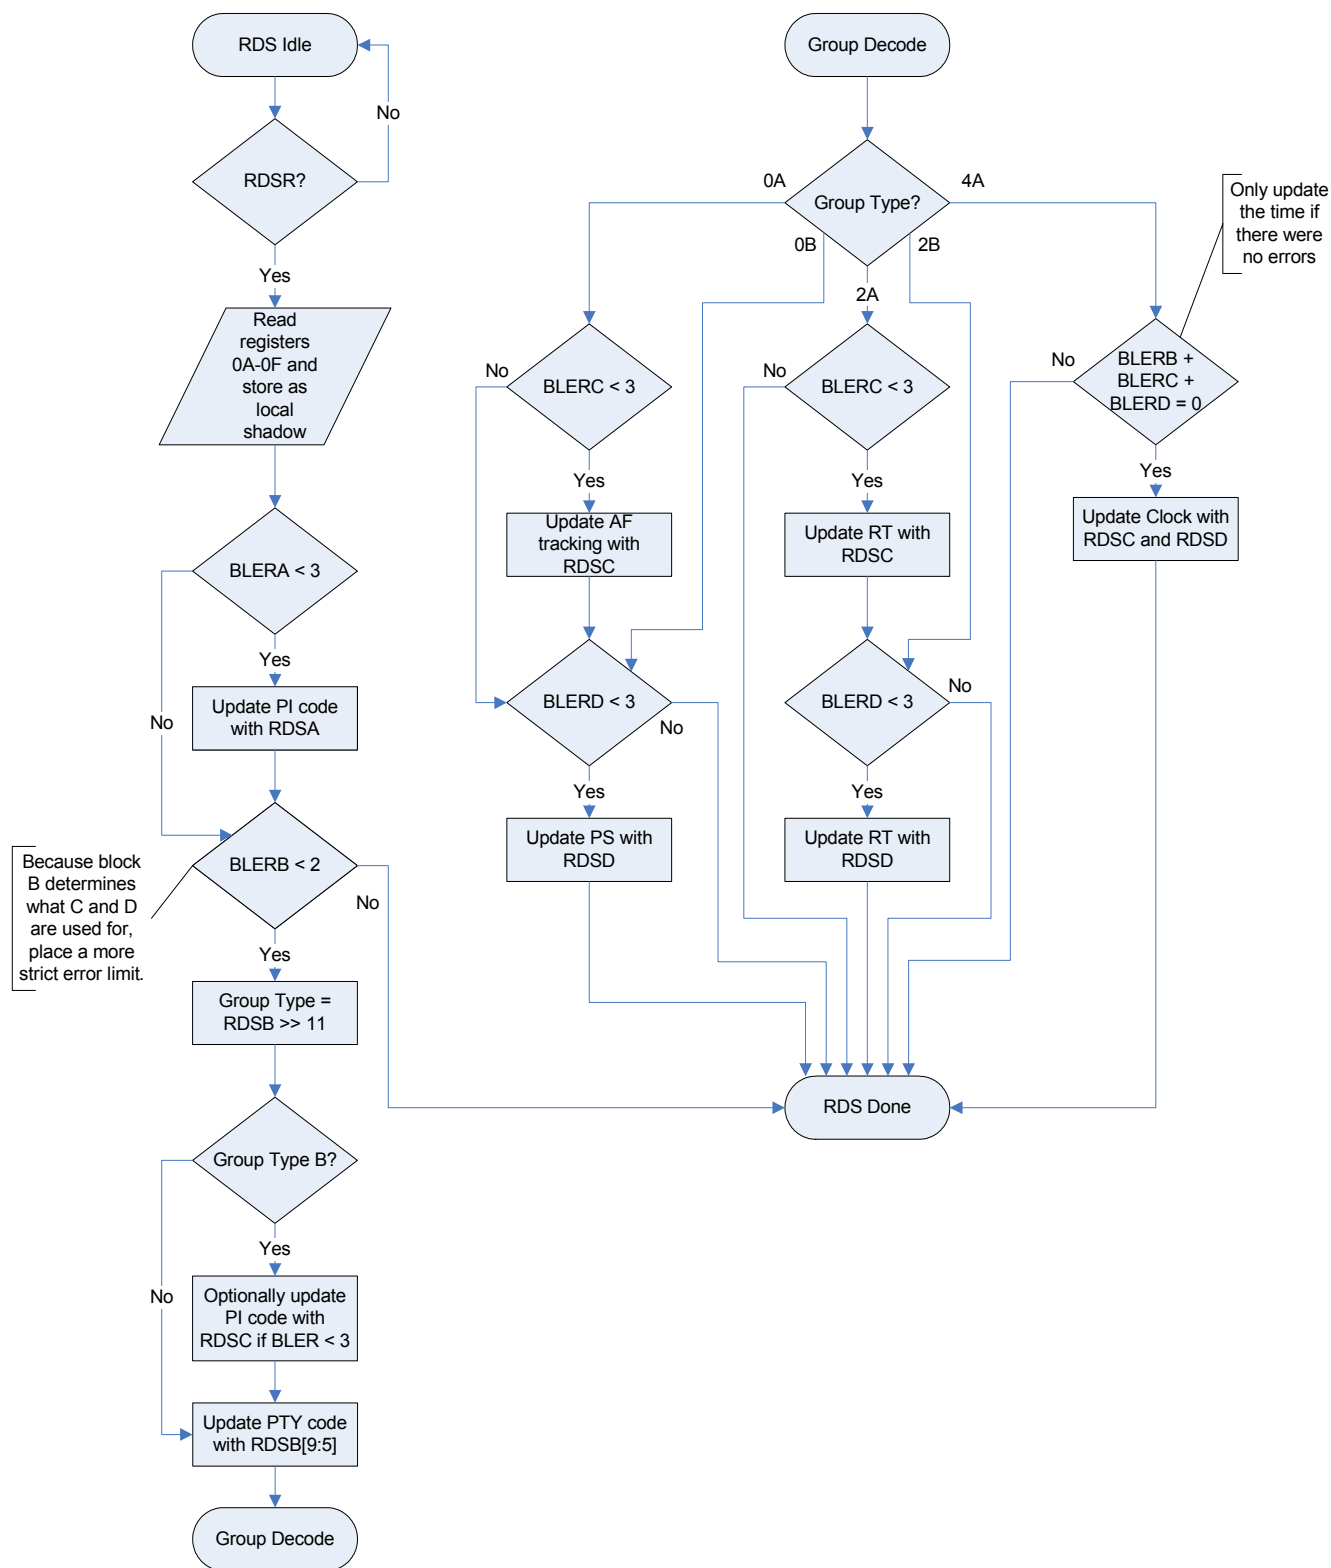 RDS Idle
No
RDSR?
Yes
Read
registers
0A-0F and
store as
local
shadow
BLERA < 3
Yes
No
Update PI code
with RDSA
BLERB < 2
No
Because block
B determines
what C and D
are used for,
place a more
strict error limit.
Yes
Group Type =
RDSB >> 11
Group Type B?
Yes
No
Optionally update
PI code with
RDSC if BLER < 3
Update PTY code
with RDSB[9:5]
Group Decode
Group Decode
Group Type?
0A
0B
2A
2B
4A
Only update
the time if
there were
no errors
No
BLERC < 3
Yes
Update AF
tracking with
RDSC
BLERD < 3
No
Yes
Update PS with
RDSD
No
BLERC < 3
Yes
Update RT with
RDSC
BLERD < 3
No
Yes
Update RT with
RDSD
No
BLERB +
BLERC +
BLERD = 0
Yes
Update Clock with
RDSC and RDSD
RDS Done